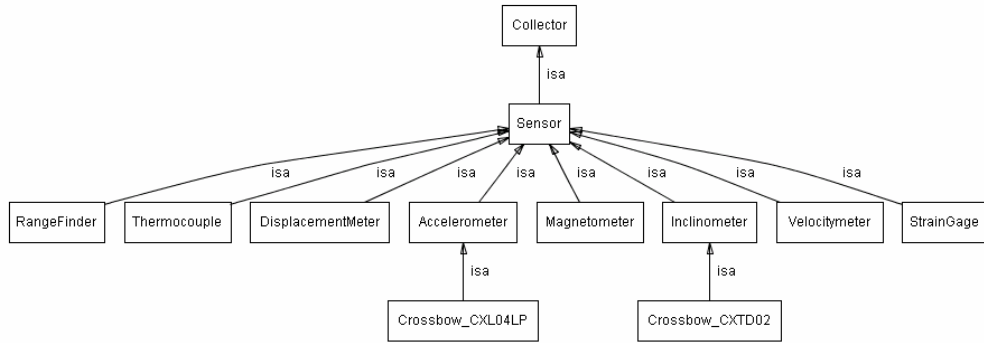 Collector
isa
Sensor
isa isa isa isa isa isa isa isa
RangeFinder Thermocouple DisplacementMeter Accelerometer Magnetometer Inclinometer Velocitymeter StrainGage
isa isa
Crossbow_CXL04LP Crossbow_CXTD02